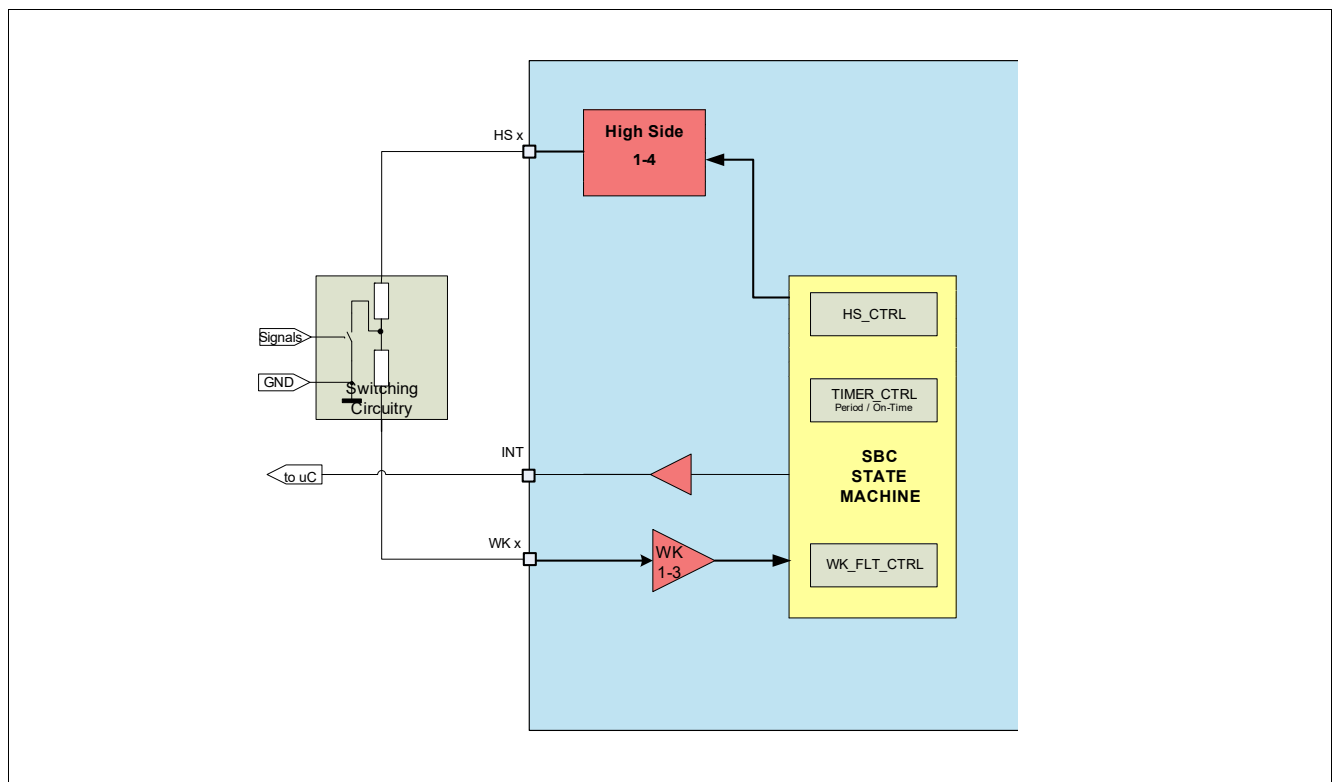 High Side
1-4
HS x
HS_CTRL
Signals
TIMER_CTRL
Period / On-Time
GND
Switching
Circuitry
INT
SBC
STATE
MACHINE
to uC
WK x
WK
1-3
WK_FLT_CTRL